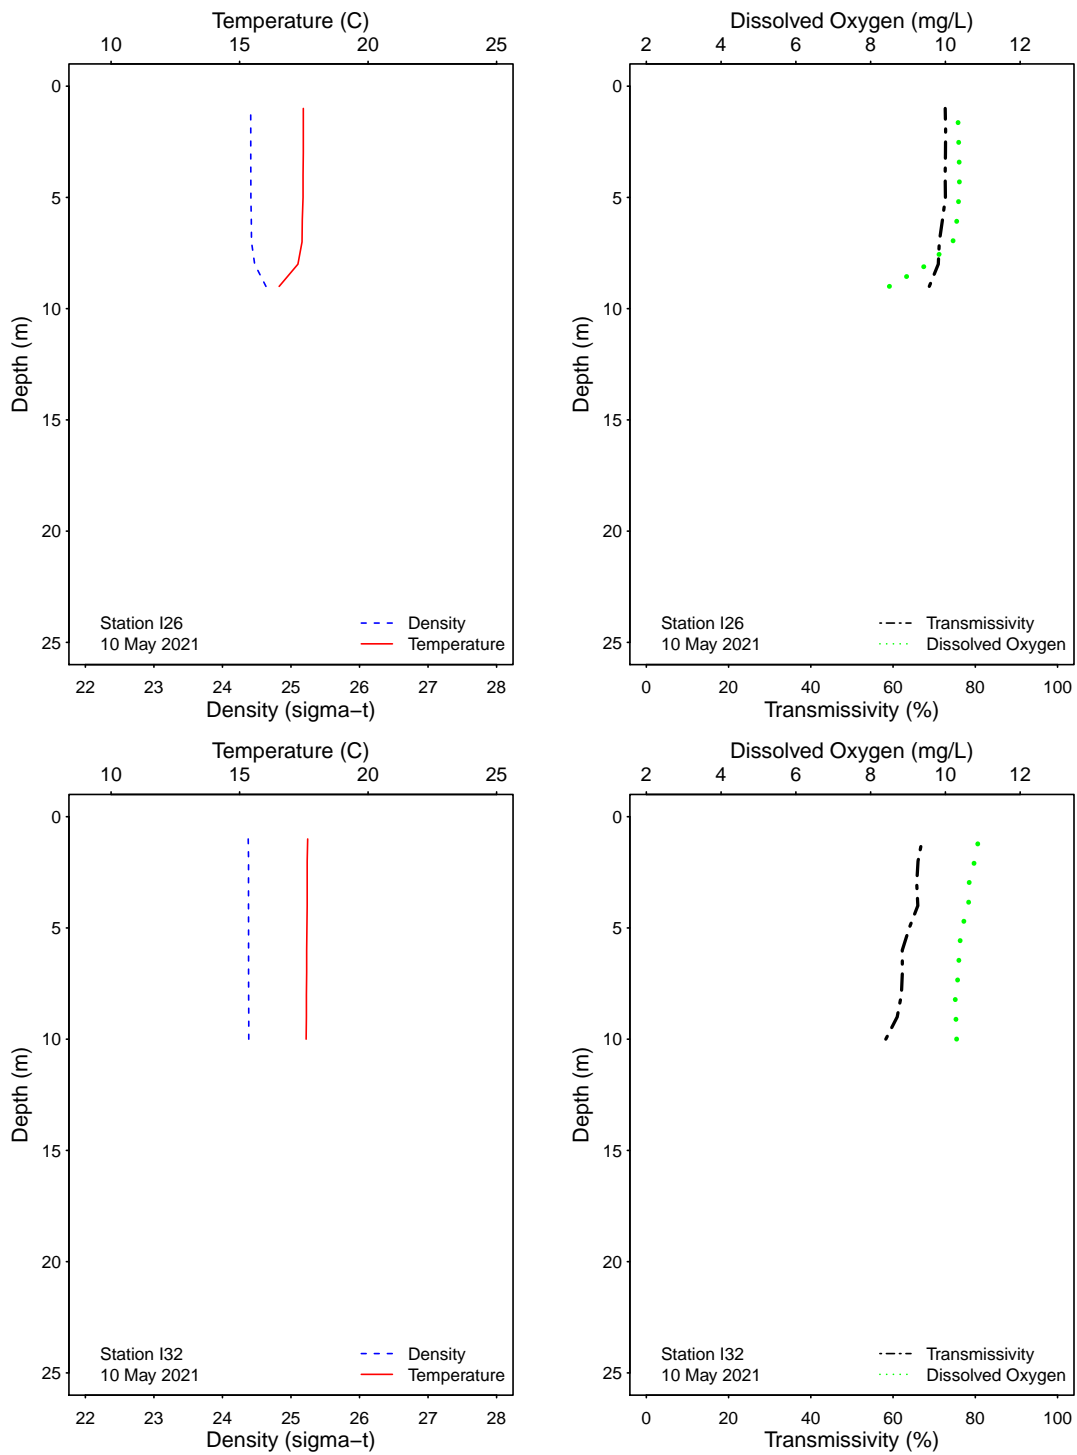 Temperature (C)
10 15 20 25
0
5
10
15
20
25
Depth (m)
Station I26
10 May 2021
Density
Temperature
22 23 24 25 26 27 28
Density (sigma−t)
Dissolved Oxygen (mg/L)
2 4 6 8 10 12
0
5
10
15
20
25
Depth (m)
Station I26
10 May 2021
Transmissivity
Dissolved Oxygen
0 20 40 60 80 100
Transmissivity (%)
Temperature (C)
10 15 20 25
0
5
10
15
20
25
Depth (m)
Station I32
10 May 2021
Density
Temperature
22 23 24 25 26 27 28
Density (sigma−t)
Dissolved Oxygen (mg/L)
2 4 6 8 10 12
0
5
10
15
20
25
Depth (m)
Station I32
10 May 2021
Transmissivity
Dissolved Oxygen
0 20 40 60 80 100
Transmissivity (%)